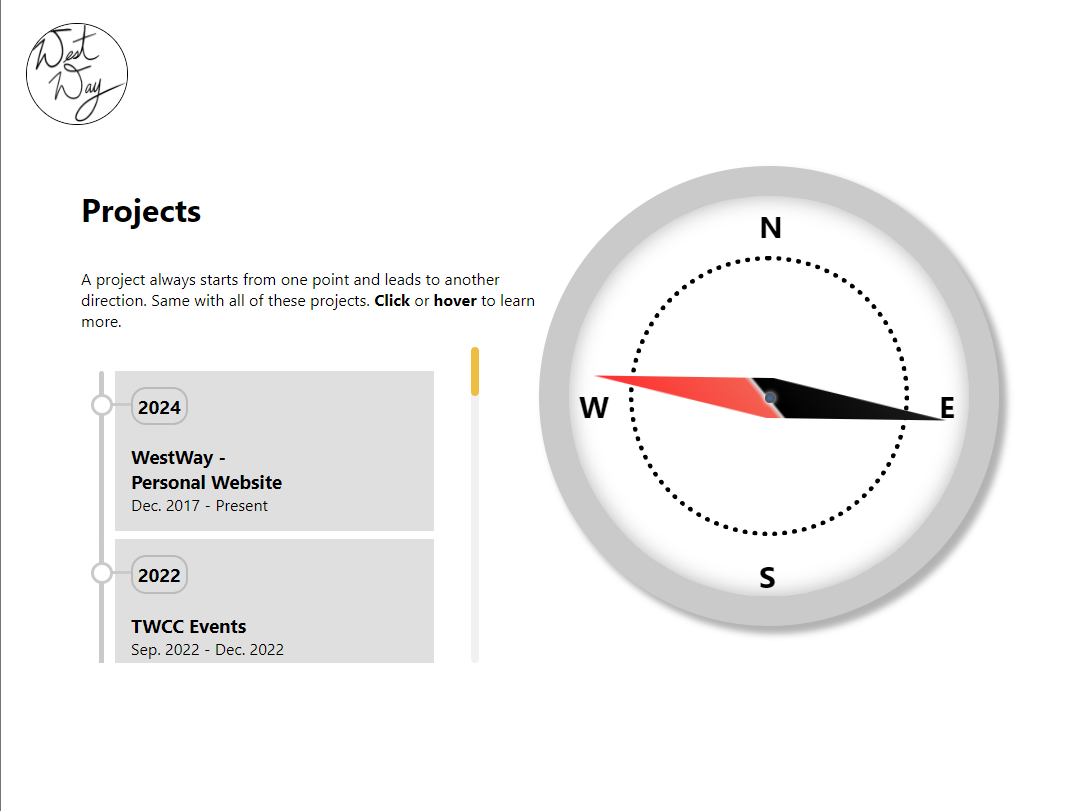 West
Way
Projects
A project always starts from one point and leads to another
direction. Same with all of these projects. Click or hover to learn
more.
2024
WestWay -
Personal Website
Dec. 2017 - Present
2022
TWCC Events
Sep. 2022 - Dec. 2022
N
W
E
S